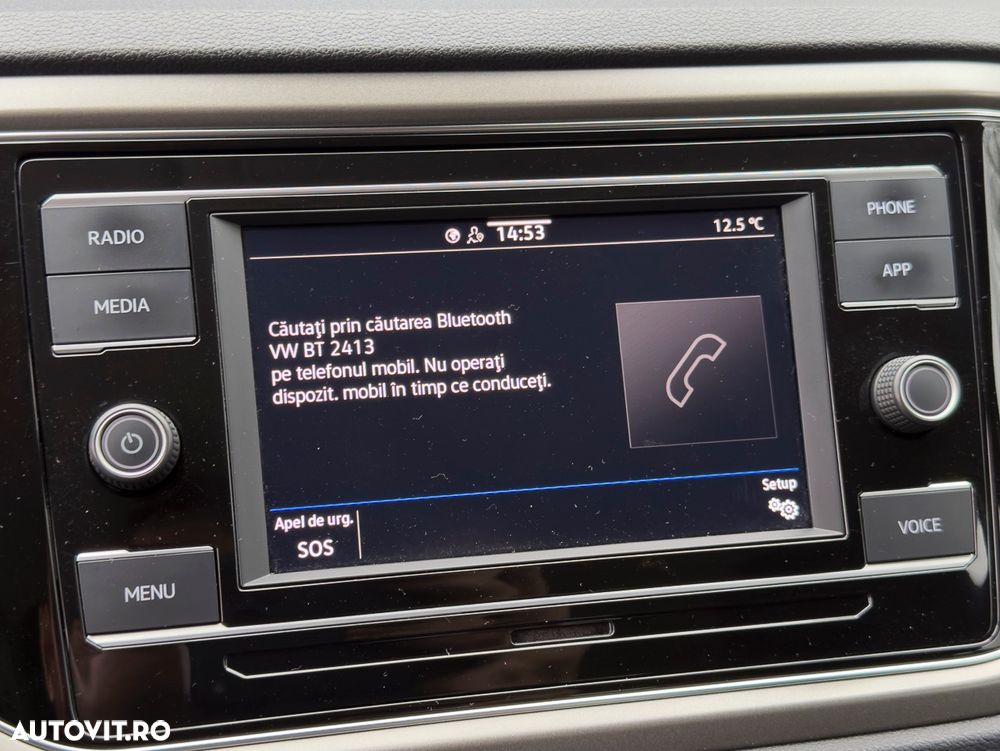 RADIO
MEDIA
MENU
14:53
12.5 °C
Căutaţi prin căutarea Bluetooth
VW BT 2413
pe telefonul mobil. Nu operaţi
dispozit. mobil în timp ce conduceţi.
Setup
Apel de urg.
SOS
PHONE
APP
VOICE
AUTOVIT.RO